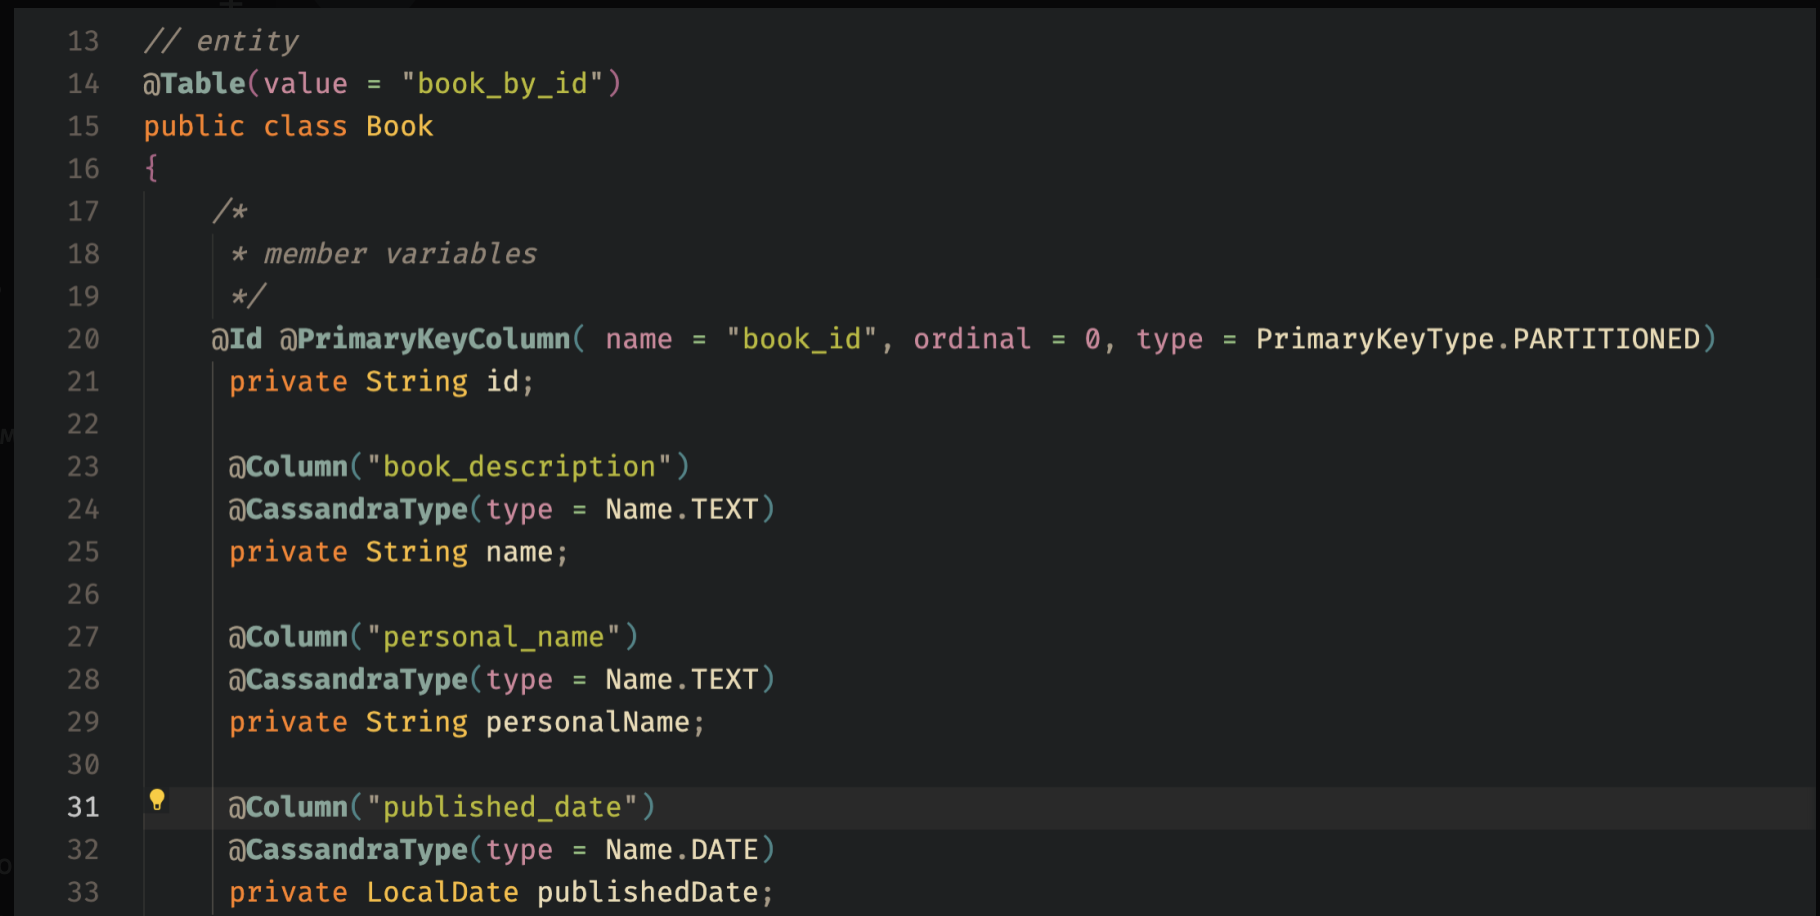 13 // entity
14 @Table(value = "book_by_id")
15 public class Book
16 {
17 /*
18 * member variables
19 */
20 @Id @PrimaryKeyColumn( name = "book_id", ordinal = 0, type = PrimaryKeyType.PARTITIONED)
21 private String id;
22
23 @Column("book_description")
24 @CassandraType(type = Name.TEXT)
25 private String name;
26
27 @Column("personal_name")
28 @CassandraType(type = Name.TEXT)
29 private String personalName;
30
31 @Column("published_date")
32 @CassandraType(type = Name.DATE)
33 private LocalDate publishedDate;